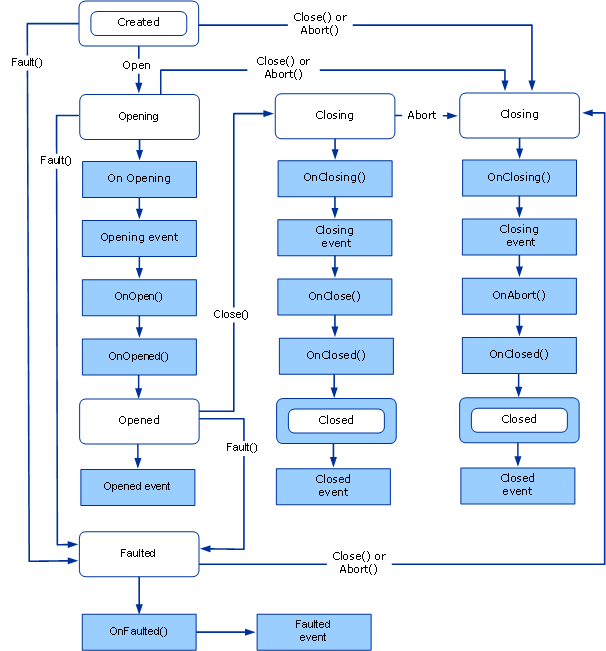 Created
Close() or
Abort()
Fault()
Open
Close() or
Abort()
Opening
Closing
Abort
Closing
Fault()
On Opening
OnClosing()
OnClosing()
Opening event
Closing
event
Closing
event
OnOpen()
OnClose()
OnAbort()
Close()
OnOpened()
OnClosed()
OnClosed()
Opened
Closed
Closed
Fault()
Opened event
Closed
event
Closed
event
Faulted
Close() or
Abort()
OnFaulted()
Faulted
event